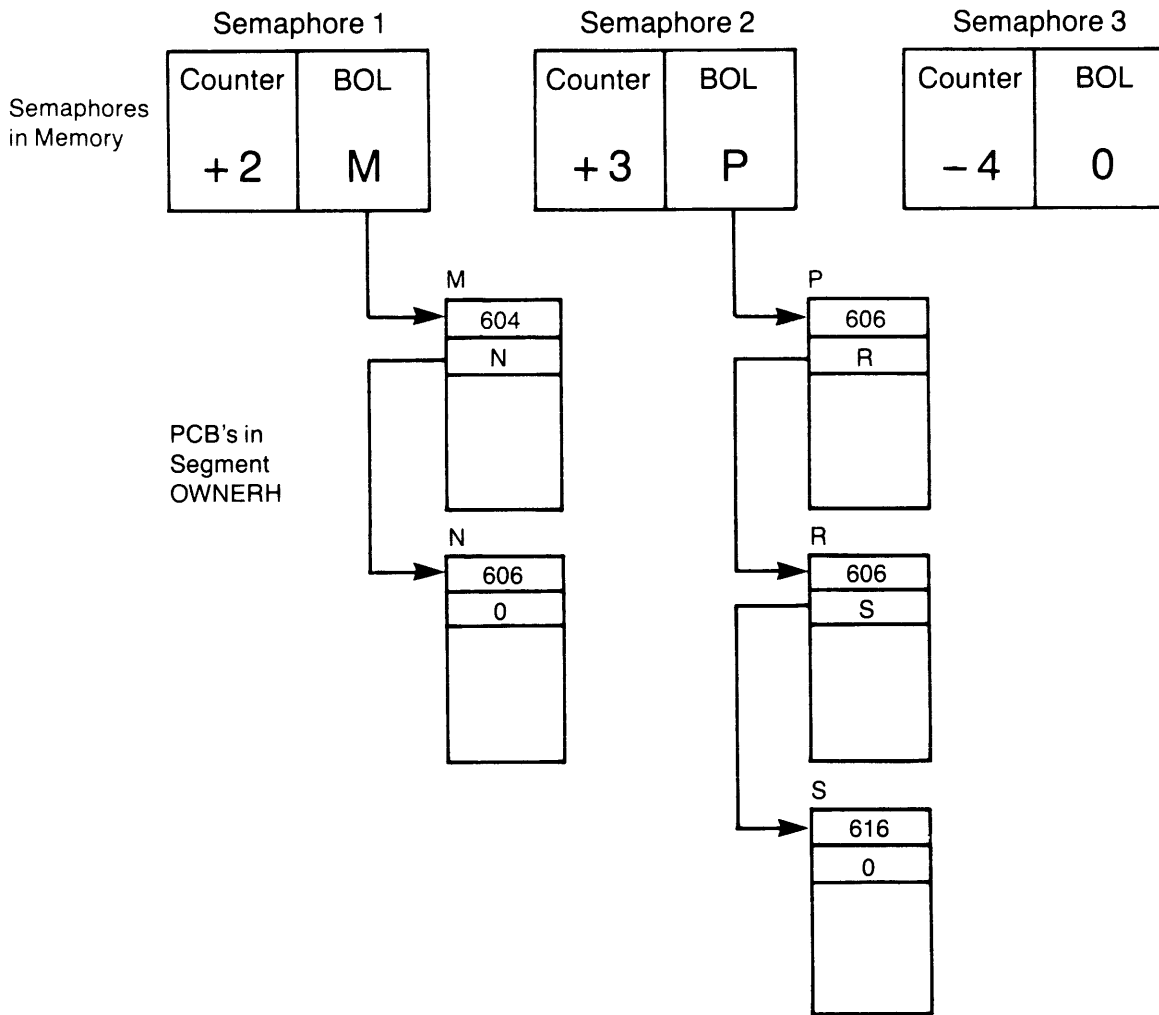 Semaphore 1
Semaphore 2
Semaphore 3
Semaphores
in Memory
Counter
BOL
+2
M
Counter
BOL
+3
P
Counter
BOL
-4
0
M
604
N
P
606
R
PCB's in
Segment
OWNERH
N
606
0
R
606
S
S
616
0